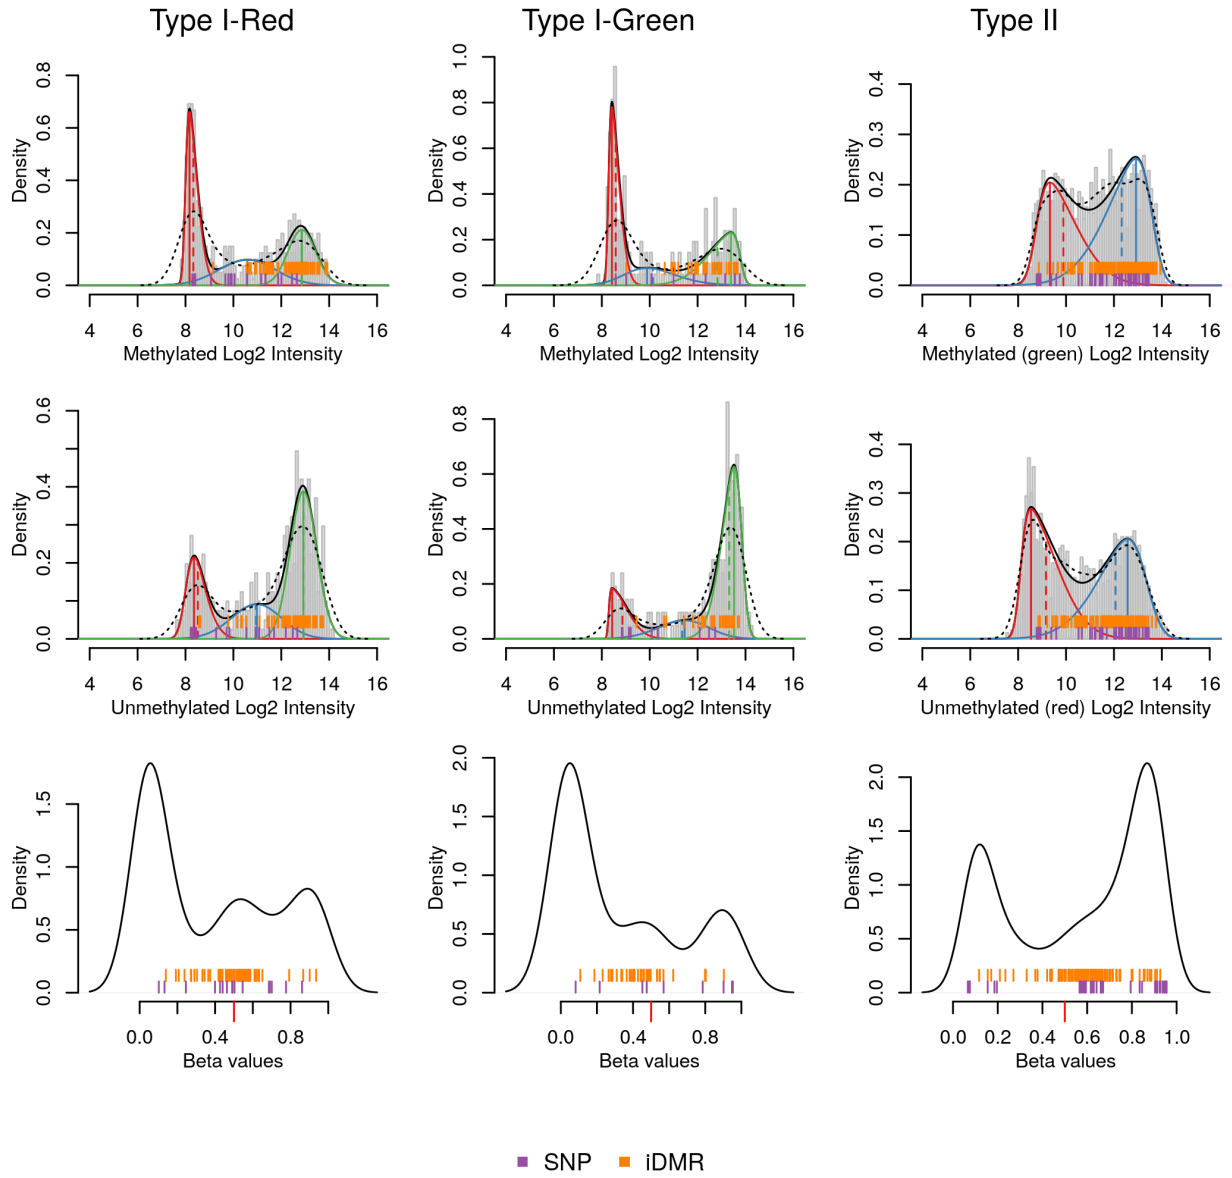 Type I-Red Type I-Green Type II
Density 0.0 0.2 0.4 0.6 0.8
4 6 8 10 12 14 16
Methylated Log2 Intensity
Density 0.0 0.2 0.4 0.6 0.8 1.0
4 6 8 10 12 14 16
Methylated Log2 Intensity
Density 0.0 0.1 0.2 0.3 0.4
4 6 8 10 12 14 16
Methylated (green) Log2 Intensity
Density 0.0 0.2 0.4 0.6
4 6 8 10 12 14 16
Unmethylated Log2 Intensity
Density 0.0 0.2 0.4 0.6 0.8
4 6 8 10 12 14 16
Unmethylated Log2 Intensity
Density 0.0 0.1 0.2 0.3 0.4
4 6 8 10 12 14 16
Unmethylated (red) Log2 Intensity
Density 0.0 0.5 1.0 1.5
0.0 0.4 0.8
Beta values
Density 0.0 0.5 1.0 1.5 2.0
0.0 0.4 0.8
Beta values
Density 0.0 0.5 1.0 1.5 2.0
0.0 0.2 0.4 0.6 0.8 1.0
Beta values
SNP iDMR